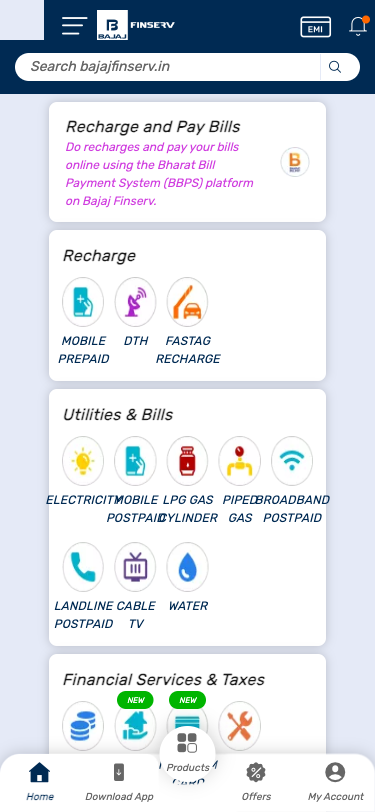 B
BAJAJ
FINSERV
EMI
Search bajajfinserv.in
Recharge and Pay Bills
Do recharges and pay your bills
online using the Bharat Bill
Payment System (BBPS) platform
on Bajaj Finserv.
B
Recharge
MOBILE
PREPAID
DTH
FASTAG
RECHARGE
Utilities & Bills
ELECTRICITY
MOBILE
POSTPAID
LPG GAS
CYLINDER
PIPED
GAS
BROADBAND
POSTPAID
LANDLINE
POSTPAID
CABLE
TV
WATER
Financial Services & Taxes
NEW
NEW
Products
Home
Download App
Offers
My Account